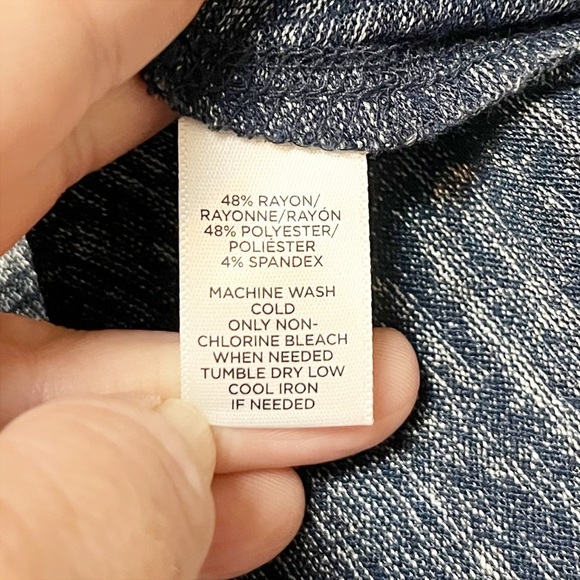 48% RAYON/
RAYONNE/RAYÓN
48% POLYESTER/
POLIÉSTER
4% SPANDEX
MACHINE WASH
COLD
ONLY NON-
CHLORINE BLEACH
WHEN NEEDED
TUMBLE DRY LOW
COOL IRON
IF NEEDED